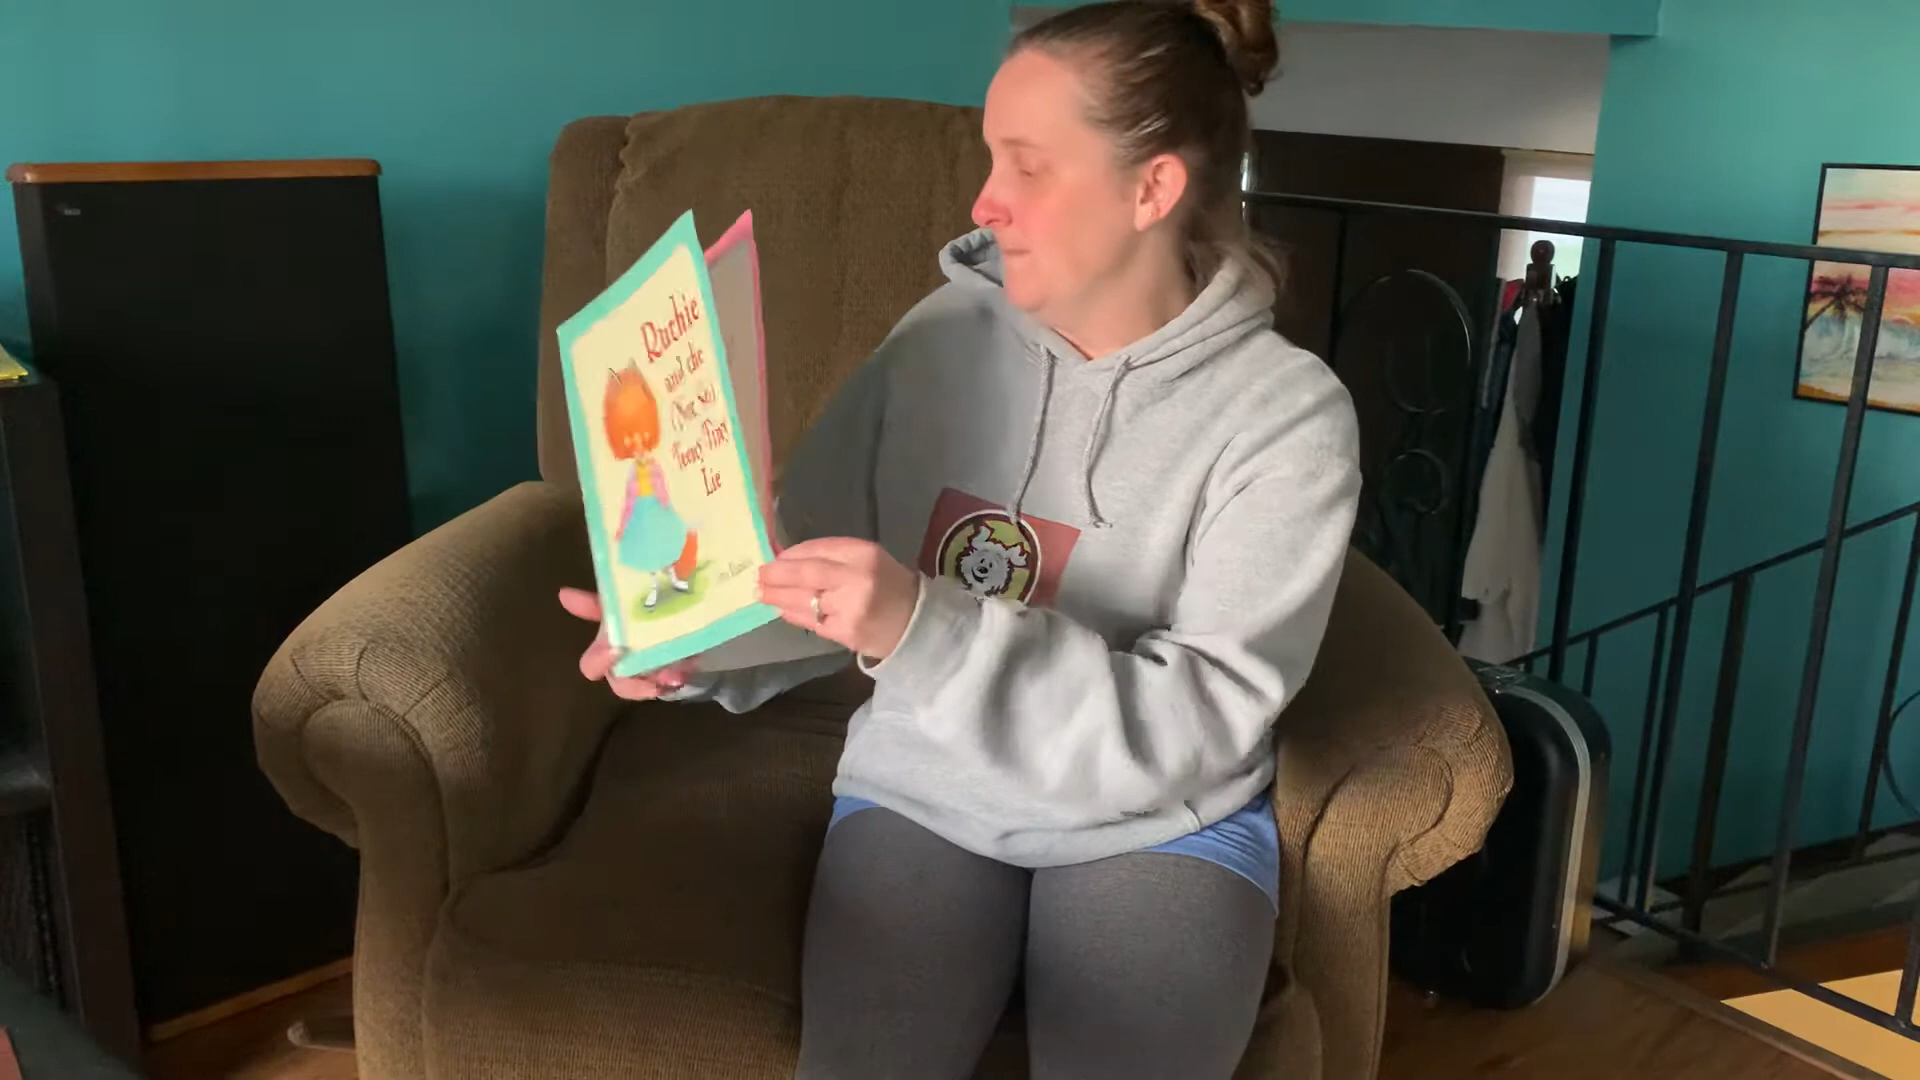 Ruthie
and the
(Not So)
Teeny Tiny
Lie